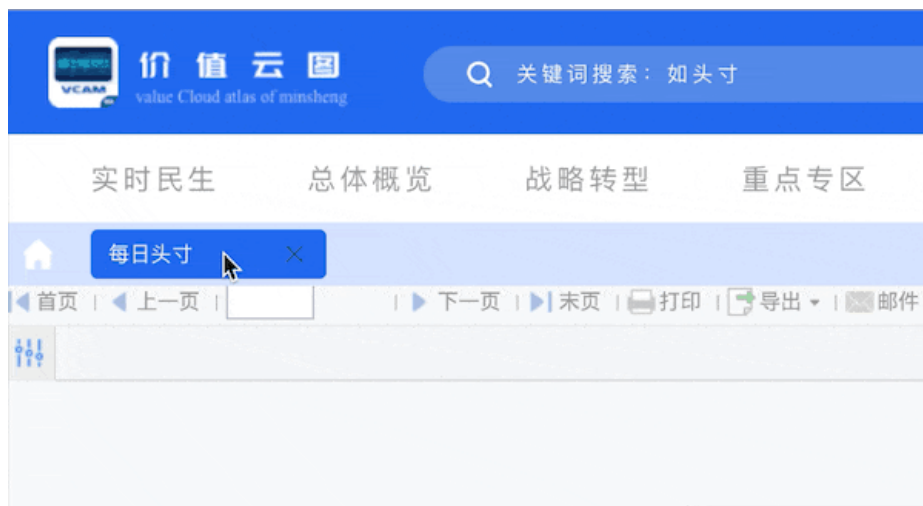 价值云图
VCAM
value Cloud atlas of minsheng
关键词搜索：如头寸
实时民生 总体概览 战略转型 重点专区
每日头寸
首页 上一页 下一页 末页 打印 导出 邮件